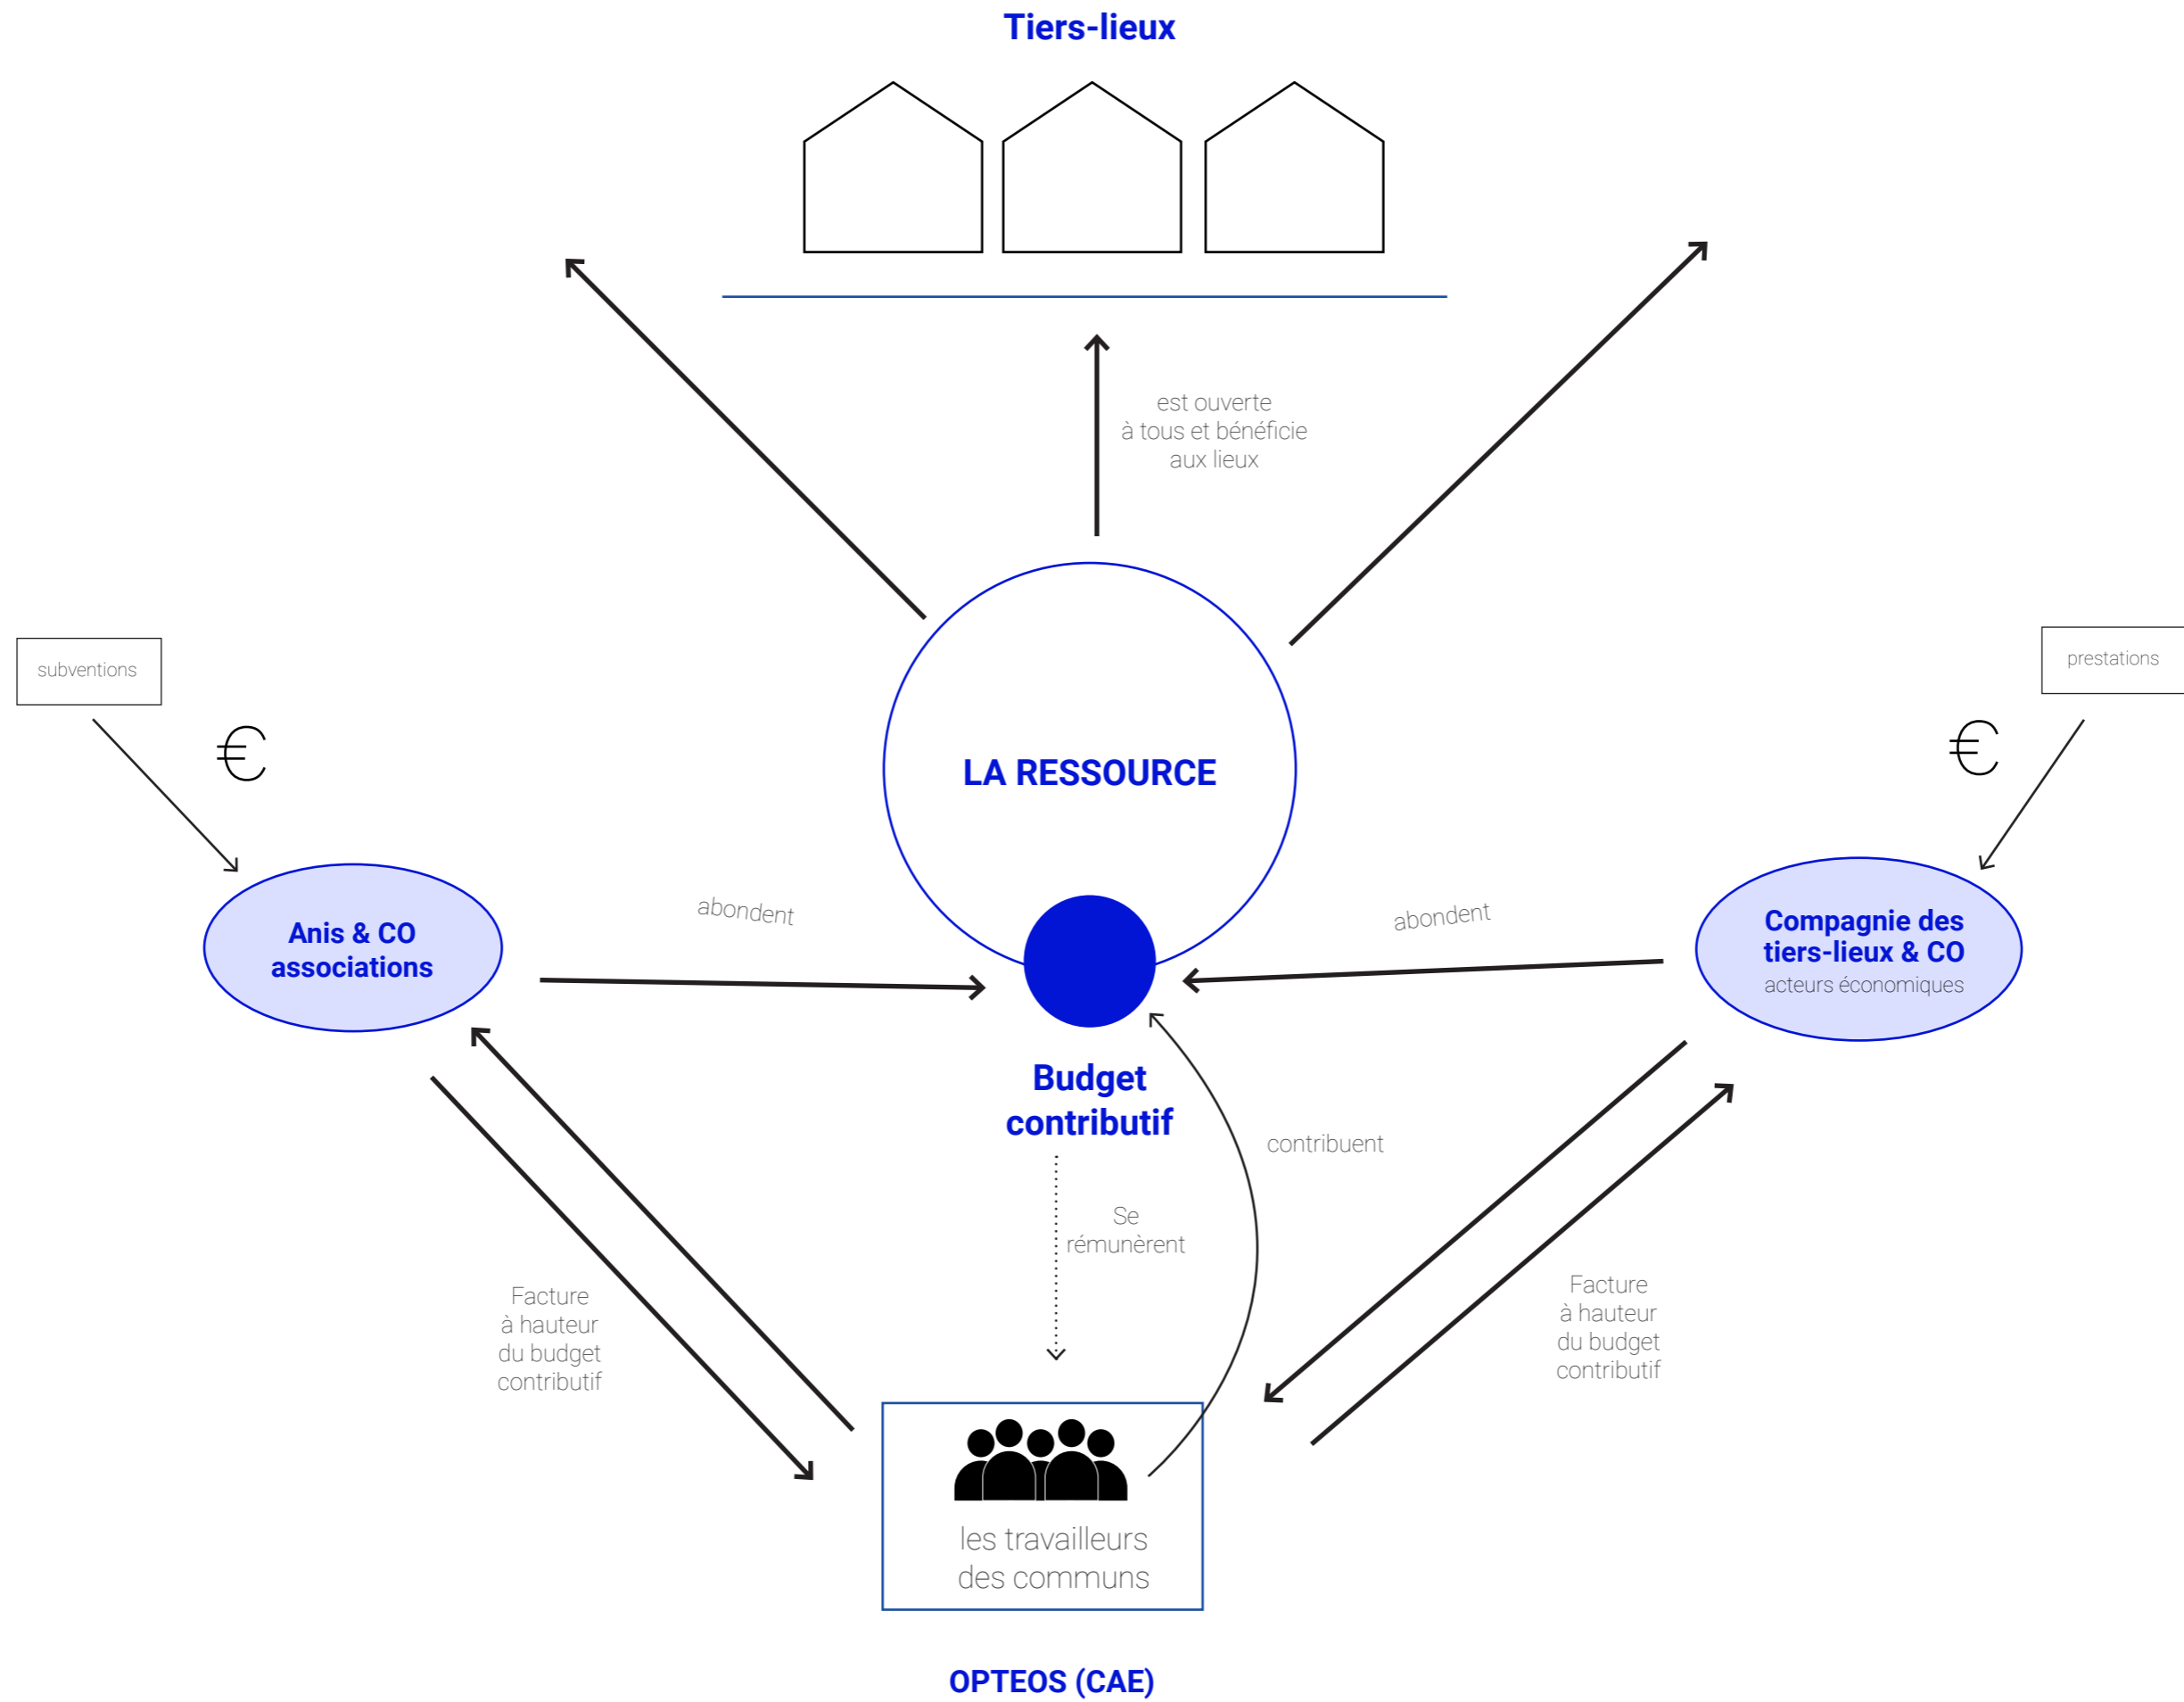 Tiers-lieux
est ouverte
à tous et bénéficie
aux lieux
subventions
prestations
€
€
LA RESSOURCE
Anis & CO
associations
abondent
abondent
Compagnie des
tiers-lieux & CO
acteurs économiques
Budget
contributif
contribuent
Se
rémunèrent
Facture
à hauteur
du budget
contributif
Facture
à hauteur
du budget
contributif
les travailleurs
des communs
OPTEOS (CAE)